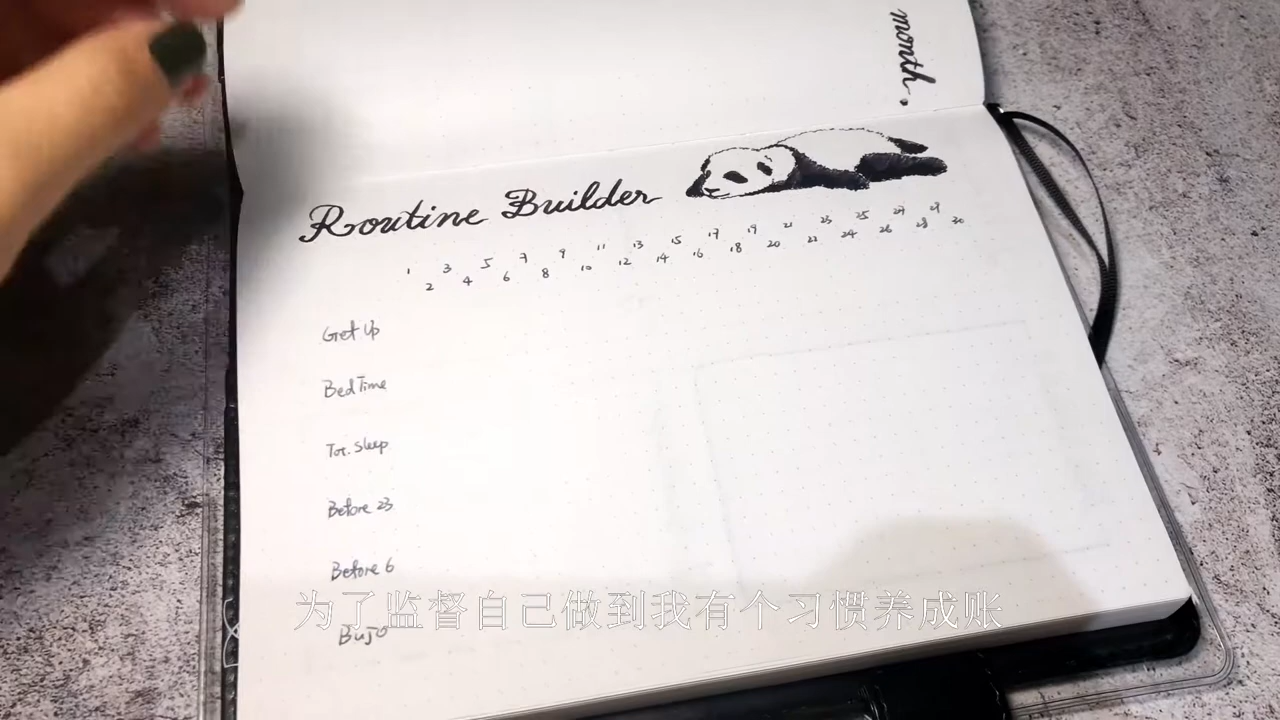 month.
Routine Builder
1 3 5 7 9 11 13 15 17 19 21 23 25 27 29
2 4 6 8 10 12 14 16 18 20 22 24 26 28 30
Get Up
Bed Time
Tot. Sleep
Before 23
Before 6
为了监督自己做到我有个习惯养成账
BuJo